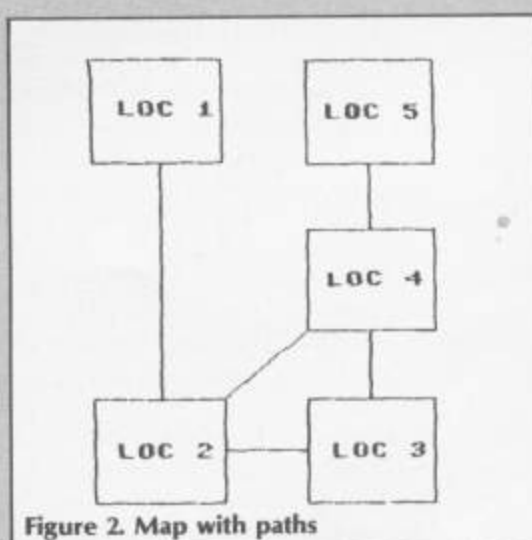 LOC 1
LOC 5
LOC 4
LOC 2
LOC 3
Figure 2. Map with paths